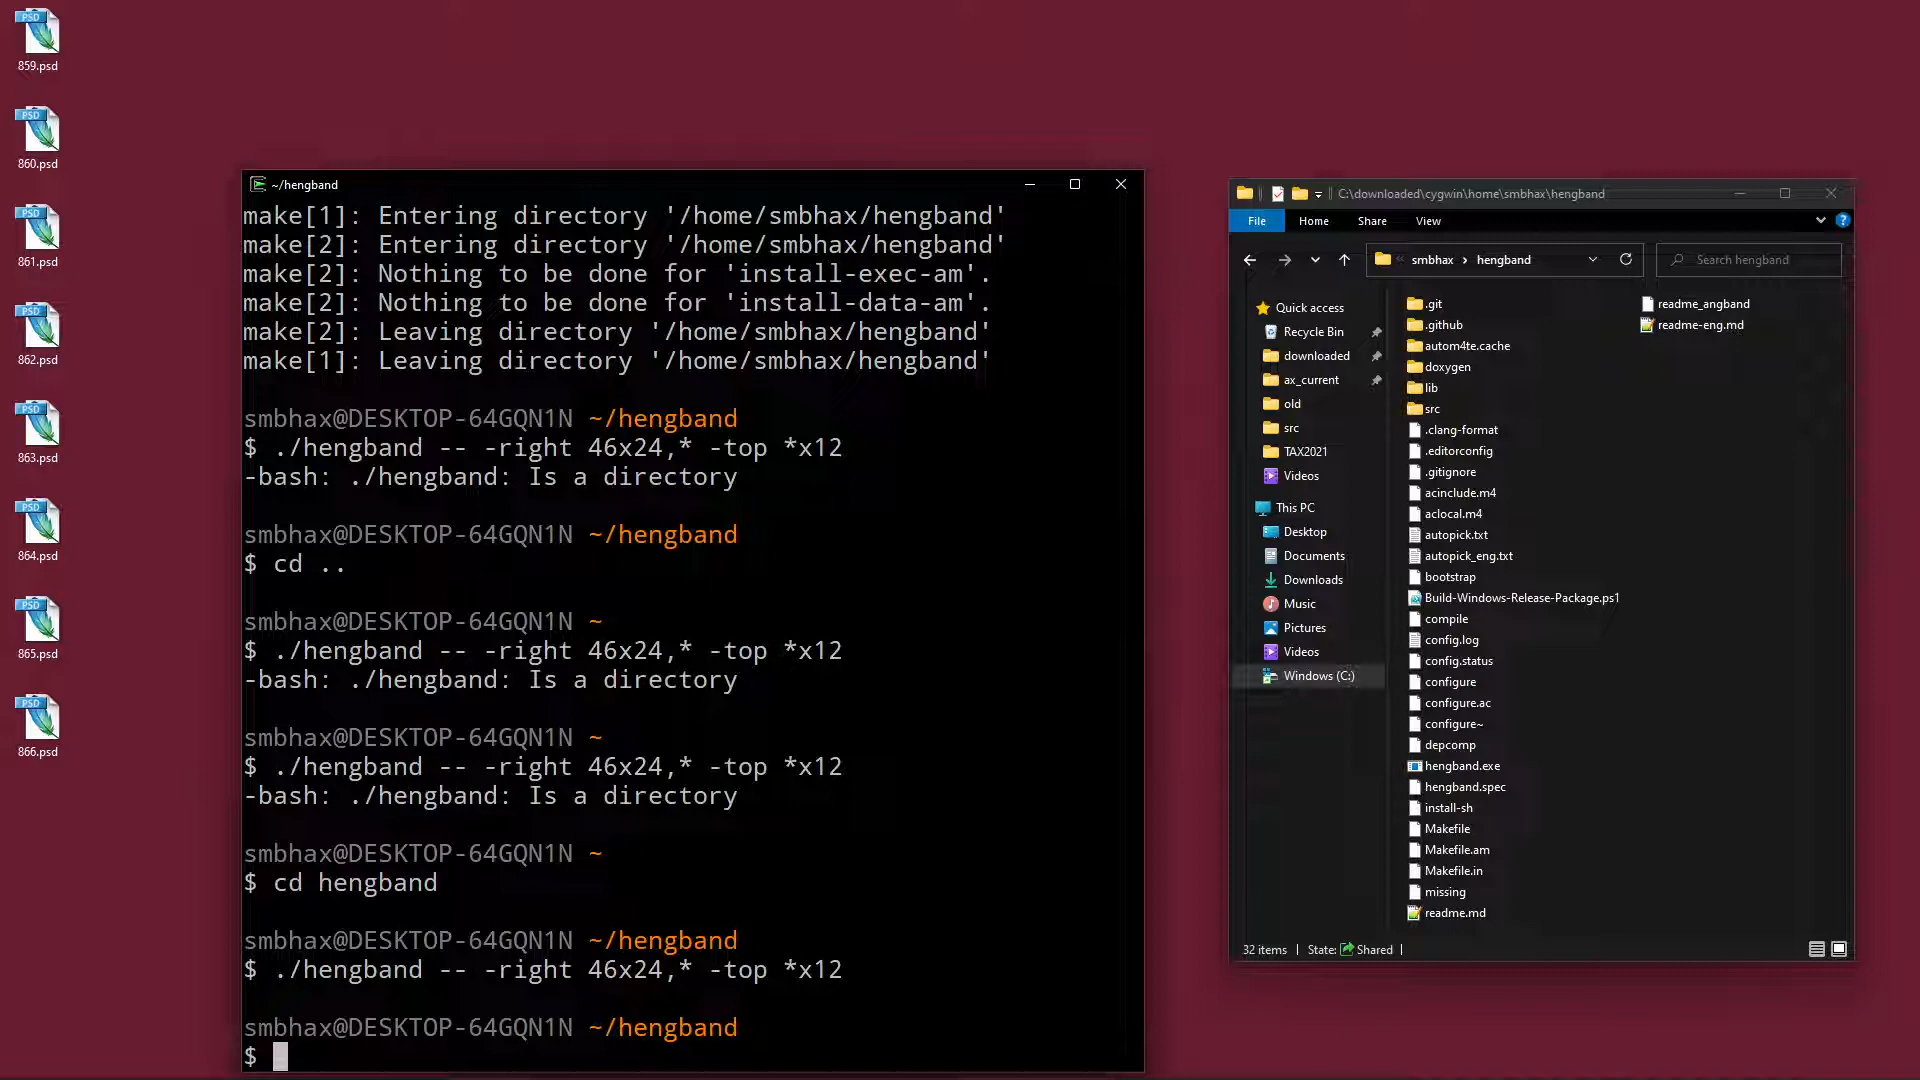 PSD
859.psd
PSD
860.psd
PSD
861.psd
PSD
862.psd
PSD
863.psd
PSD
864.psd
PSD
865.psd
PSD
866.psd
~/hengband
make[1]: Entering directory '/home/smbhax/hengband'
make[2]: Entering directory '/home/smbhax/hengband'
make[2]: Nothing to be done for 'install-exec-am'.
make[2]: Nothing to be done for 'install-data-am'.
make[2]: Leaving directory '/home/smbhax/hengband'
make[1]: Leaving directory '/home/smbhax/hengband'
smbhax@DESKTOP-64GQN1N ~/hengband
$ ./hengband -- -right 46x24,* -top *x12
-bash: ./hengband: Is a directory
smbhax@DESKTOP-64GQN1N ~/hengband
$ cd ..
smbhax@DESKTOP-64GQN1N ~
$ ./hengband -- -right 46x24,* -top *x12
-bash: ./hengband: Is a directory
smbhax@DESKTOP-64GQN1N ~
$ ./hengband -- -right 46x24,* -top *x12
-bash: ./hengband: Is a directory
smbhax@DESKTOP-64GQN1N ~
$ cd hengband
smbhax@DESKTOP-64GQN1N ~/hengband
$ ./hengband -- -right 46x24,* -top *x12
smbhax@DESKTOP-64GQN1N ~/hengband
$
C:\downloaded\cygwin\home\smbhax\hengband
File Home Share View
smbhax > hengband
Search hengband
Quick access
Recycle Bin
downloaded
ax_current
old
src
TAX2021
Videos
This PC
Desktop
Documents
Downloads
Music
Pictures
Videos
Windows (C:)
.git
.github
autom4te.cache
doxygen
lib
src
.clang-format
.editorconfig
.gitignore
acinclude.m4
aclocal.m4
autopick.txt
autopick_eng.txt
bootstrap
Build-Windows-Release-Package.ps1
compile
config.log
config.status
configure
configure.ac
configure~
depcomp
hengband.exe
hengband.spec
install-sh
Makefile
Makefile.am
Makefile.in
missing
readme.md
readme_angband
readme-eng.md
32 items | State: Shared |